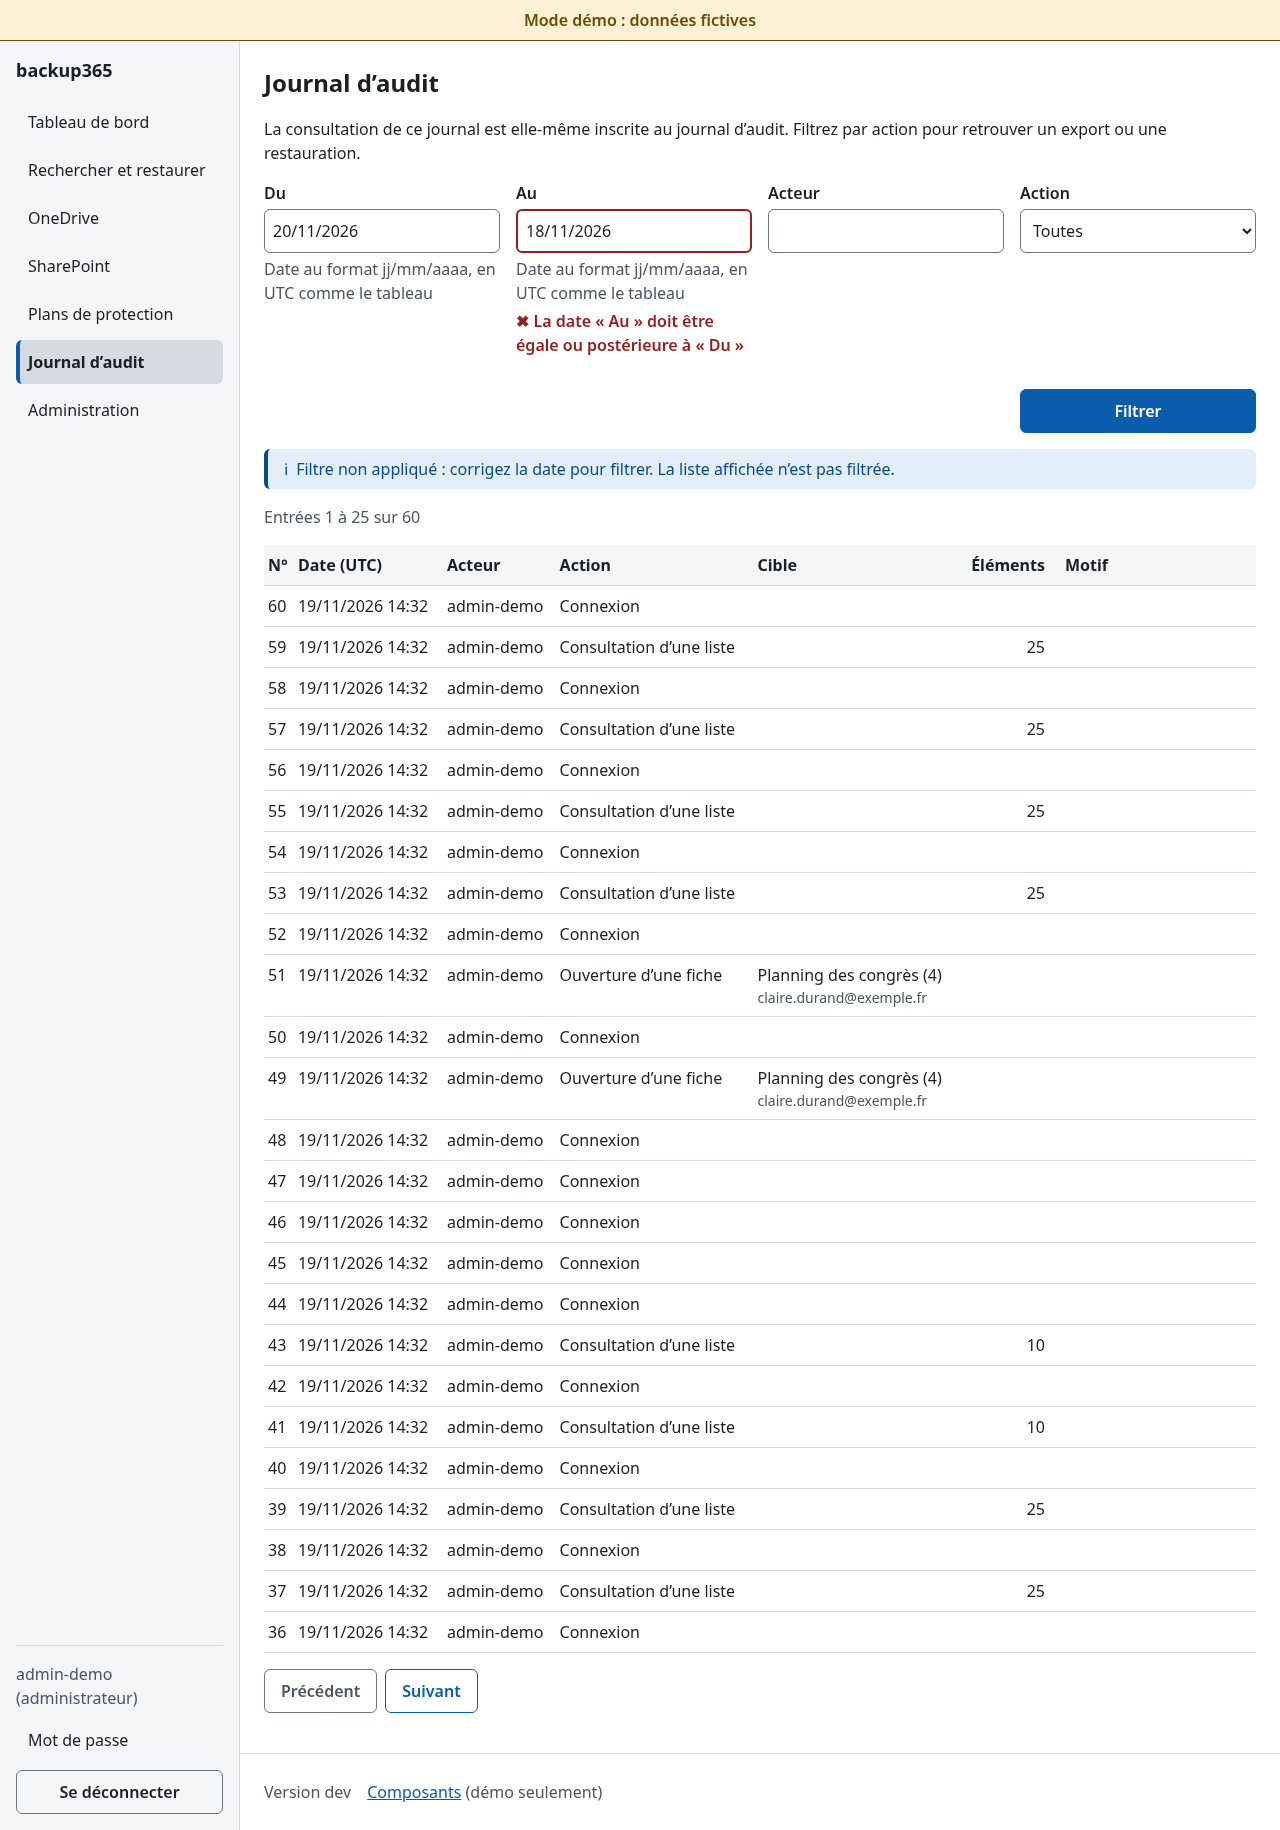 Mode démo : données fictives
backup365
Tableau de bord
Rechercher et restaurer
OneDrive
SharePoint
Plans de protection
Journal d’audit
Administration
admin-demo
(administrateur)
Mot de passe
Se déconnecter
Journal d’audit
La consultation de ce journal est elle-même inscrite au journal d’audit. Filtrez par action pour retrouver un export ou une
restauration.
Du
20/11/2026
Date au format jj/mm/aaaa, en
UTC comme le tableau
Au
18/11/2026
Date au format jj/mm/aaaa, en
UTC comme le tableau
✖ La date « Au » doit être
égale ou postérieure à « Du »
Acteur
Action
Toutes
Filtrer
i Filtre non appliqué : corrigez la date pour filtrer. La liste affichée n’est pas filtrée.
Entrées 1 à 25 sur 60
N° Date (UTC) Acteur Action Cible Éléments Motif
60 19/11/2026 14:32 admin-demo Connexion
59 19/11/2026 14:32 admin-demo Consultation d’une liste 25
58 19/11/2026 14:32 admin-demo Connexion
57 19/11/2026 14:32 admin-demo Consultation d’une liste 25
56 19/11/2026 14:32 admin-demo Connexion
55 19/11/2026 14:32 admin-demo Consultation d’une liste 25
54 19/11/2026 14:32 admin-demo Connexion
53 19/11/2026 14:32 admin-demo Consultation d’une liste 25
52 19/11/2026 14:32 admin-demo Connexion
51 19/11/2026 14:32 admin-demo Ouverture d’une fiche Planning des congrès (4)
claire.durand@exemple.fr
50 19/11/2026 14:32 admin-demo Connexion
49 19/11/2026 14:32 admin-demo Ouverture d’une fiche Planning des congrès (4)
claire.durand@exemple.fr
48 19/11/2026 14:32 admin-demo Connexion
47 19/11/2026 14:32 admin-demo Connexion
46 19/11/2026 14:32 admin-demo Connexion
45 19/11/2026 14:32 admin-demo Connexion
44 19/11/2026 14:32 admin-demo Connexion
43 19/11/2026 14:32 admin-demo Consultation d’une liste 10
42 19/11/2026 14:32 admin-demo Connexion
41 19/11/2026 14:32 admin-demo Consultation d’une liste 10
40 19/11/2026 14:32 admin-demo Connexion
39 19/11/2026 14:32 admin-demo Consultation d’une liste 25
38 19/11/2026 14:32 admin-demo Connexion
37 19/11/2026 14:32 admin-demo Consultation d’une liste 25
36 19/11/2026 14:32 admin-demo Connexion
Précédent Suivant
Version dev Composants (démo seulement)